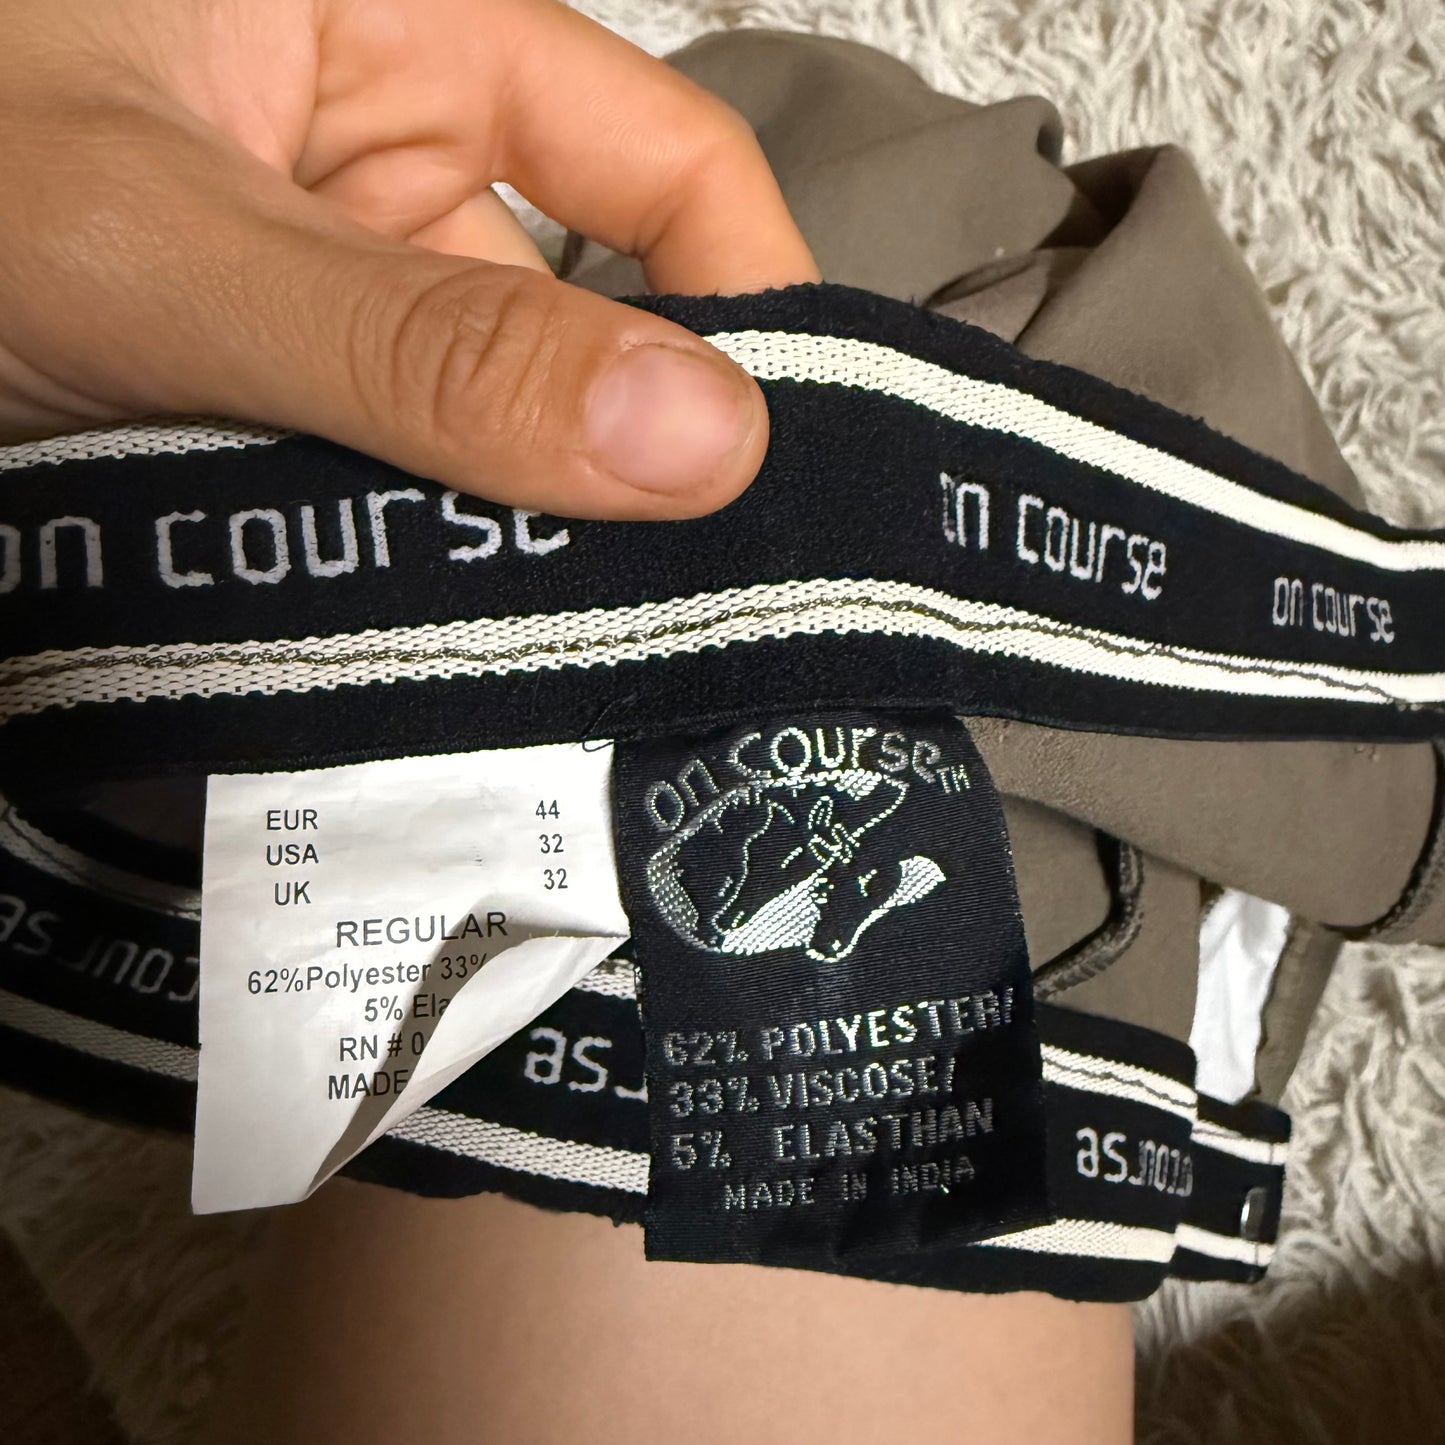 on course
on course
on course
EUR 44
USA 32
UK 32
REGULAR
62%Polyester 33%
5% Ela
RN # 0
MADE
on course™
62% POLYESTER/
33% VISCOSE/
5% ELASTHAN
MADE IN INDIA